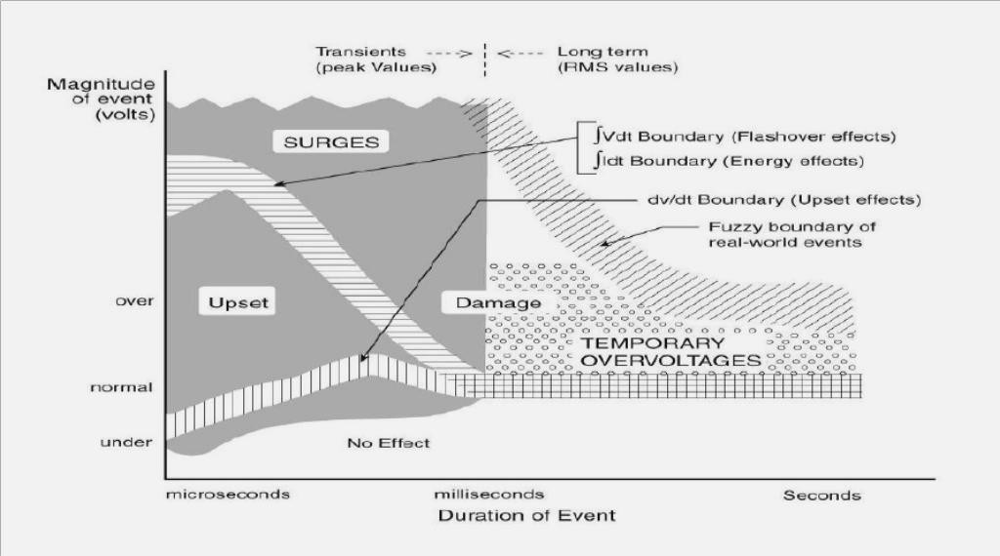 Transients
(peak Values)
Long term
(RMS values)
Magnitude
of event
(volts)
SURGES
∫Vdt Boundary (Flashover effects)
∫Idt Boundary (Energy effects)
dv/dt Boundary (Upset effects)
Fuzzy boundary of
real-world events
over
Upset
Damage
TEMPORARY
OVERVOLTAGES
normal
under
No Effect
microseconds
milliseconds
Seconds
Duration of Event